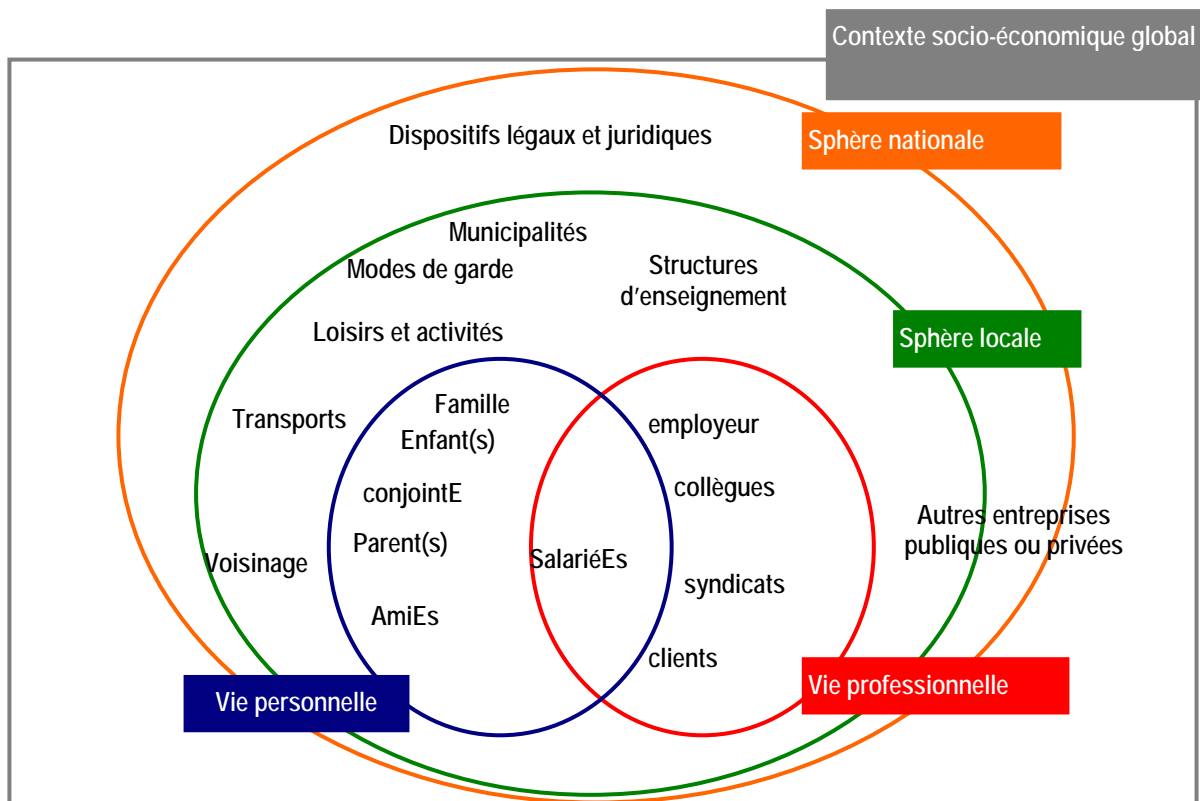 Contexte socio-économique global
Dispositifs légaux et juridiques
Sphère nationale
Municipalités
Modes de garde
Structures
d'enseignement
Loisirs et activités
Sphère locale
Famille
Transports
employeur
Enfant(s)
conjointE
collègues
Autres entreprises
publiques ou privées
Parent(s)
Voisinage
SalariéEs
syndicats
AmiEs
clients
Vie personnelle
Vie professionnelle